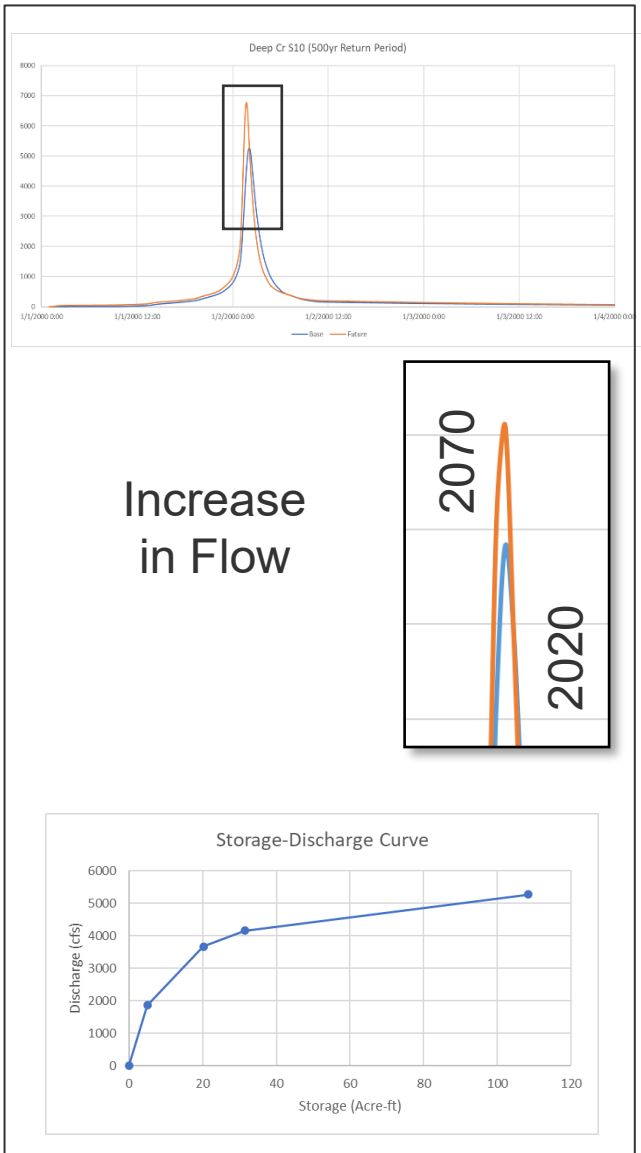 Deep Cr S10 (500yr Return Period)
8000
7000
6000
5000
4000
3000
2000
1000
0
1/1/2000 0:00 1/1/2000 12:00 1/2/2000 0:00 1/2/2000 12:00 1/3/2000 0:00 1/3/2000 12:00 1/4/2000 0:00
Base Future
Increase
in Flow
2070
2020
Storage-Discharge Curve
6000
5000
4000
3000
2000
1000
0
Discharge (cfs)
0 20 40 60 80 100 120
Storage (Acre-ft)